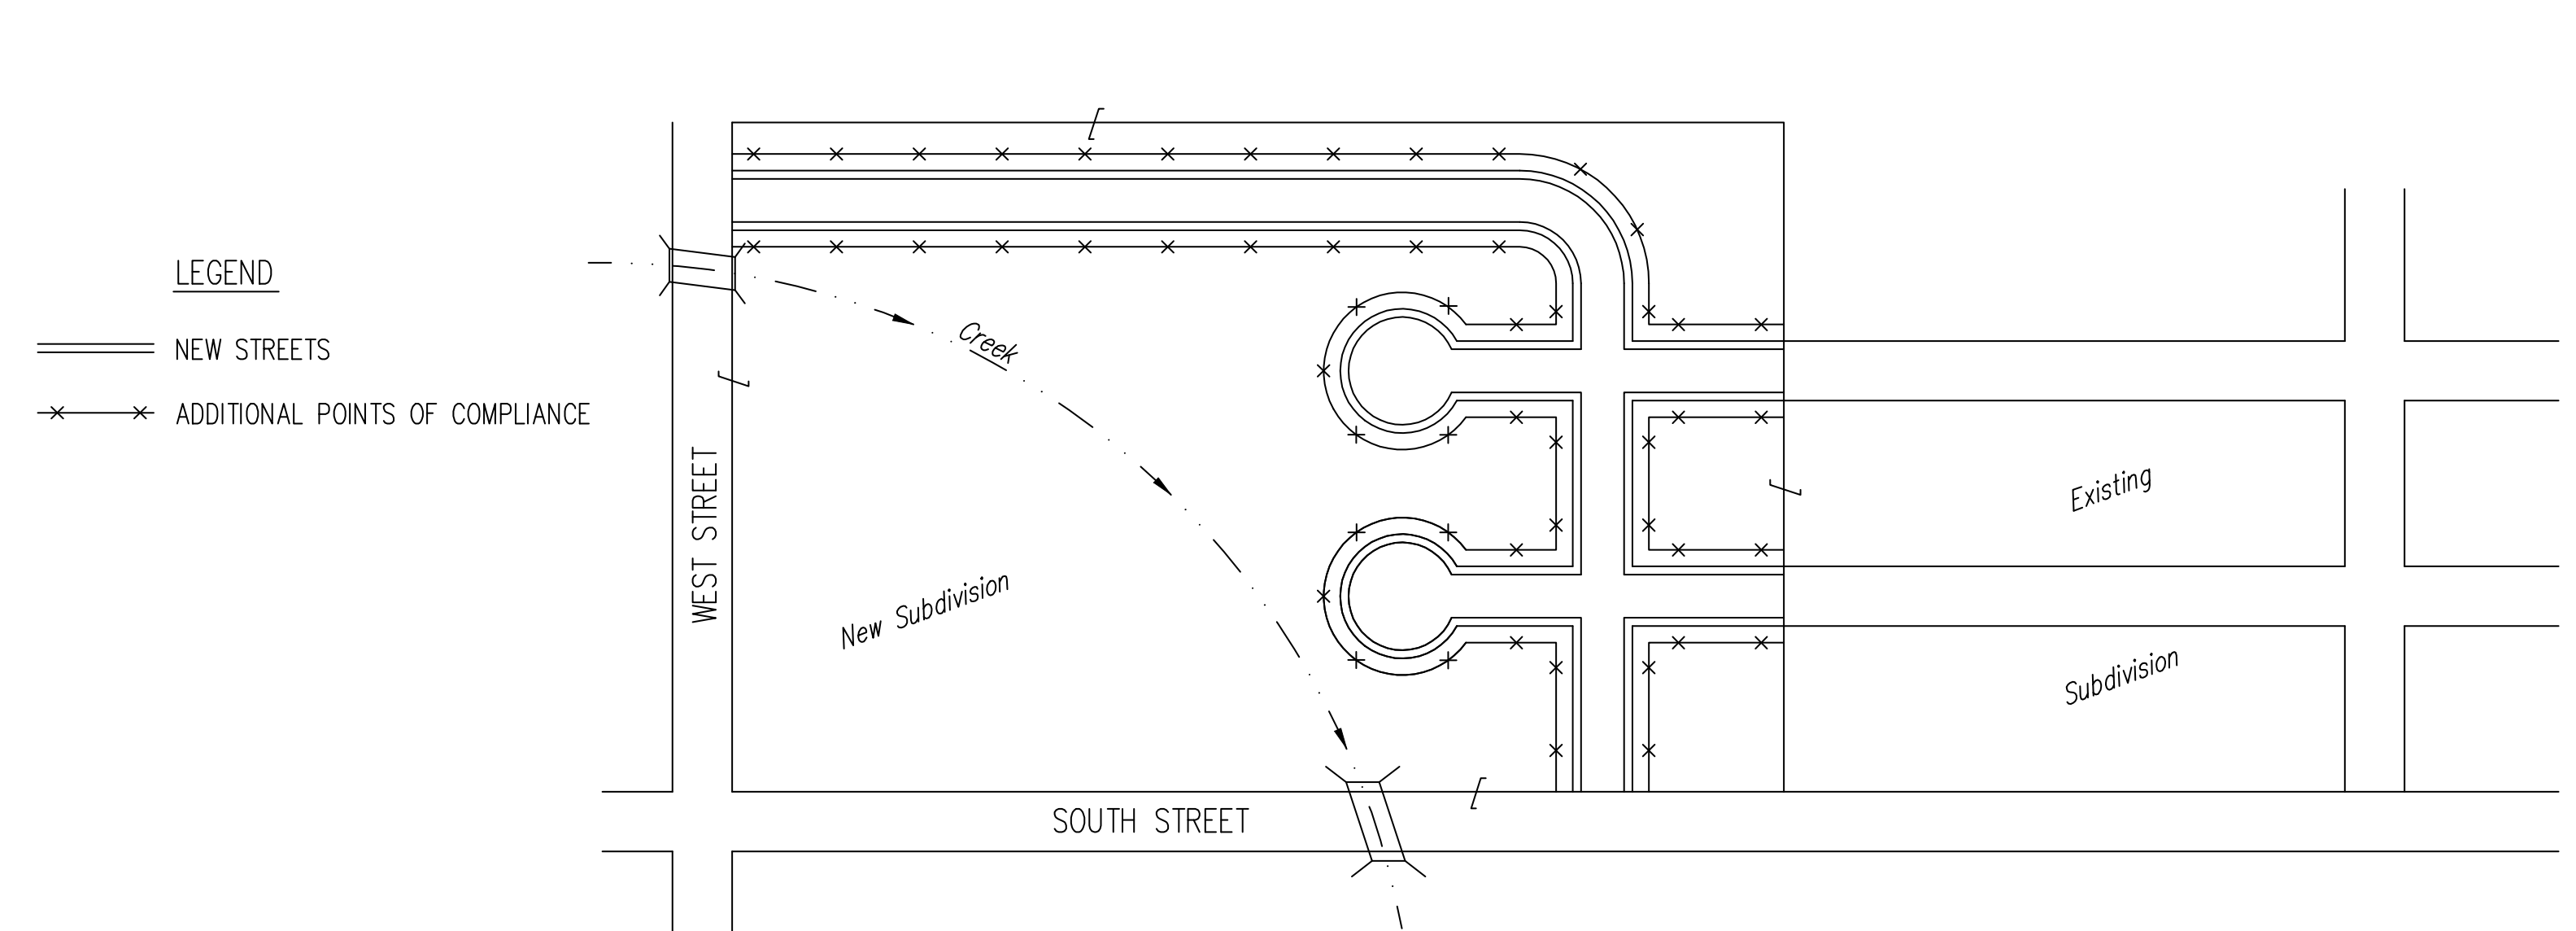 LEGEND
NEW STREETS
ADDITIONAL POINTS OF COMPLIANCE
Creek
WEST STREET
New Subdivision
SOUTH STREET
Existing
Subdivision